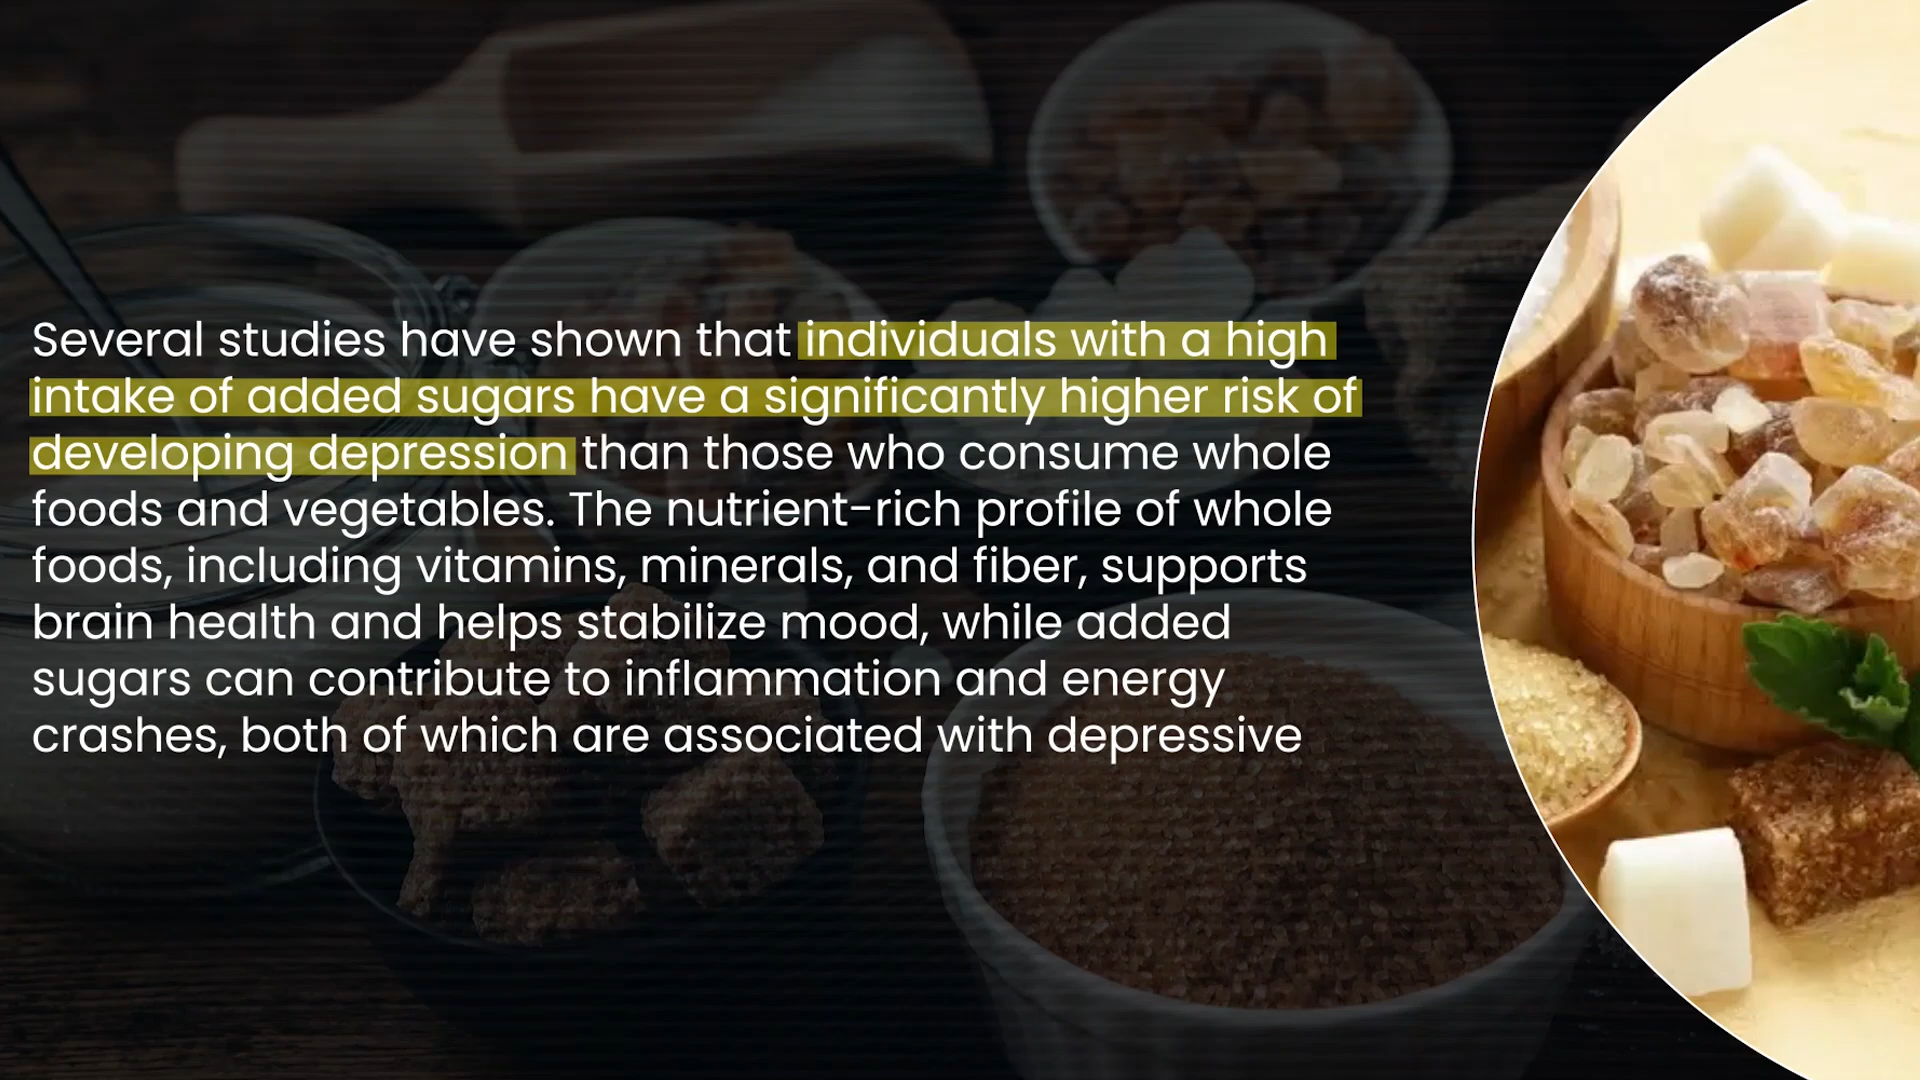 Several studies have shown that individuals with a high
intake of added sugars have a significantly higher risk of
developing depression than those who consume whole
foods and vegetables. The nutrient-rich profile of whole
foods, including vitamins, minerals, and fiber, supports
brain health and helps stabilize mood, while added
sugars can contribute to inflammation and energy
crashes, both of which are associated with depressive